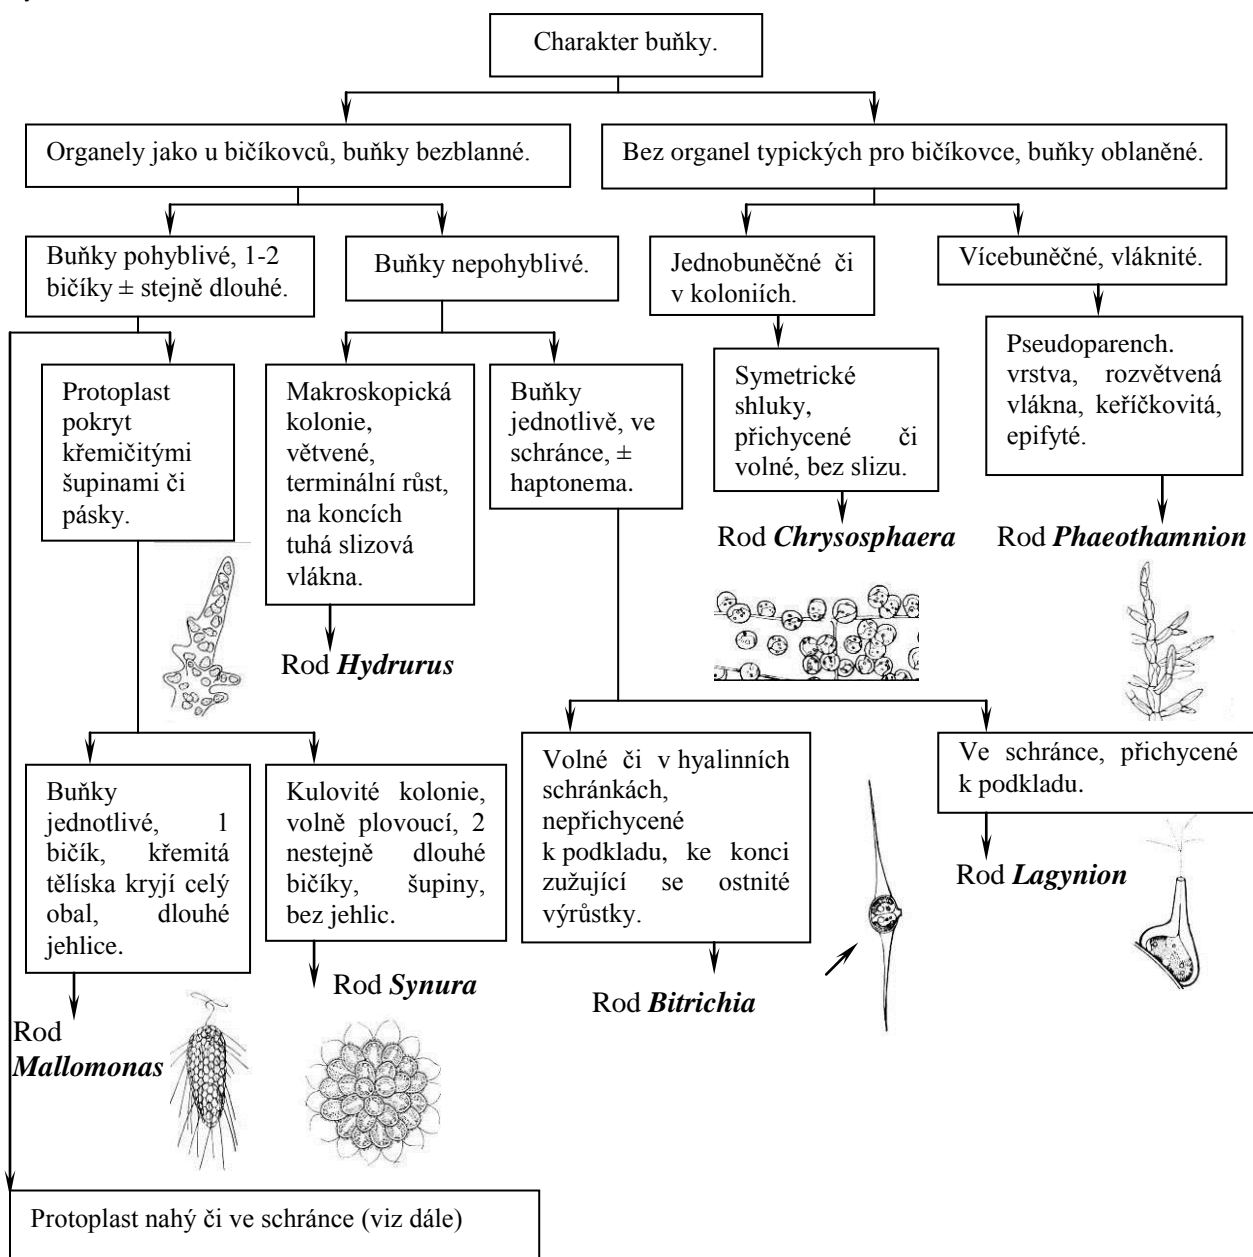 Charakter buňky.
Organely jako u bičíkovců, buňky bezblanné.
Bez organel typických pro bičíkovce, buňky oblaněné.
Buňky pohyblivé, 1-2
bičíky ± stejně dlouhé.
Buňky nepohyblivé.
Jednobuněčné či
v koloniích.
Vícebuněčné, vláknité.
Protoplast
pokryt
křemičitými
šupinami či
pásky.
Makroskopická
kolonie,
větvené,
terminální růst,
na koncích
tuhá slizová
vlákna.
Buňky
jednotlivě, ve
schránce, ±
haptonema.
Symetrické
shluky,
přichycené či
volné, bez slizu.
Pseudoparench.
vrstva, rozvětvená
vlákna, keříčkovitá,
epifyté.
Rod Hydrurus
Rod Chrysosphaera
Rod Phaeothamnion
Buňky
jednotlivé, 1
bičík, křemitá
tělíska kryjí celý
obal, dlouhé
jehlice.
Kulovité kolonie,
volně plovoucí, 2
nestejně dlouhé
bičíky, šupiny,
bez jehlic.
Volné či v hyalinních
schránkách,
nepřichycené
k podkladu, ke konci
zužující se ostnité
výrůstky.
Ve schránce, přichycené
k podkladu.
Rod
Mallomonas
Rod Synura
Rod Bitrichia
Rod Lagynion
Protoplast nahý či ve schránce (viz dále)